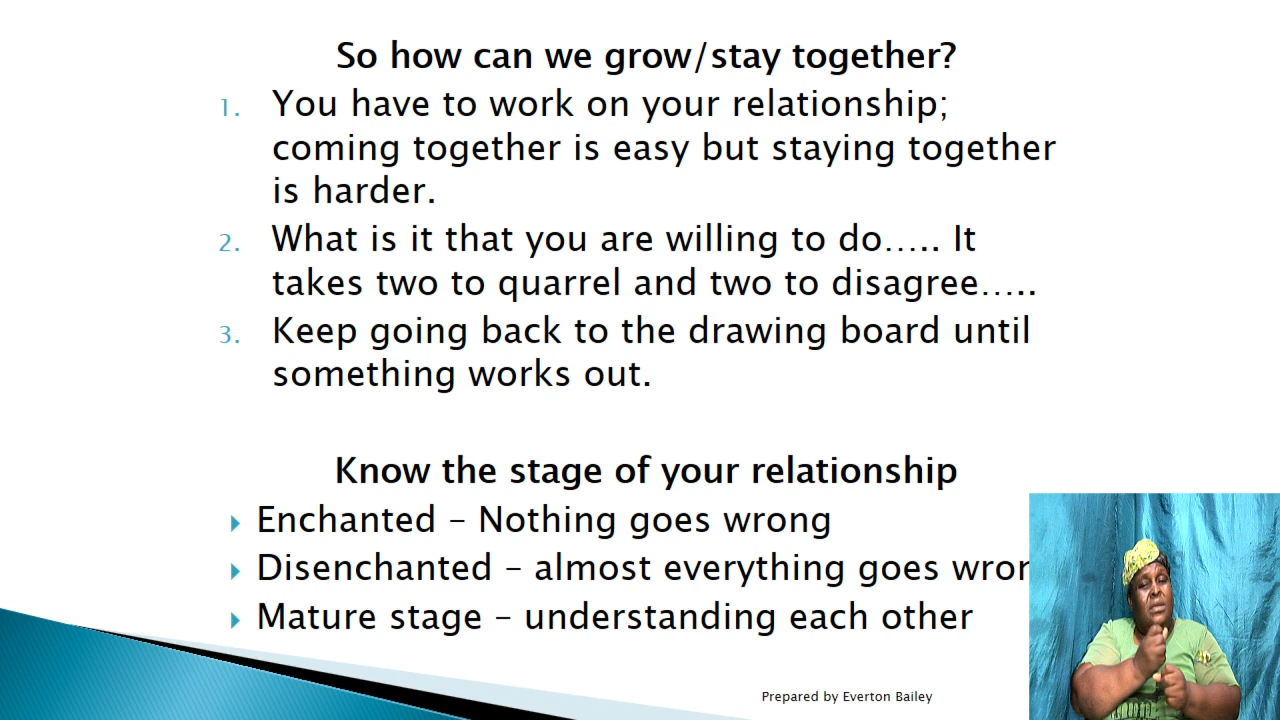 So how can we grow/stay together?
1. You have to work on your relationship;
coming together is easy but staying together
is harder.
2. What is it that you are willing to do….. It
takes two to quarrel and two to disagree…..
3. Keep going back to the drawing board until
something works out.
Know the stage of your relationship
Enchanted – Nothing goes wrong
Disenchanted – almost everything goes wron
Mature stage – understanding each other
Prepared by Everton Bailey